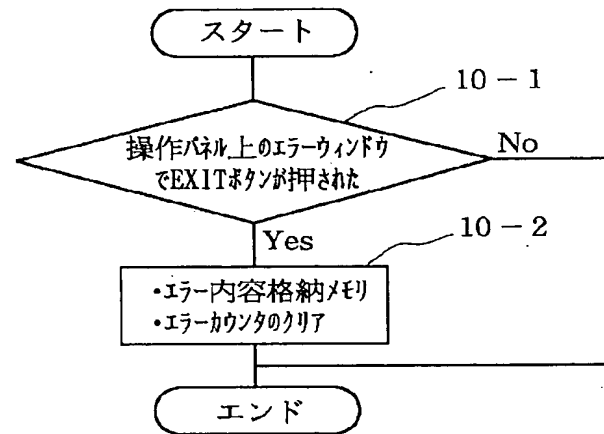 スタート
10-1
操作パネル上のエラーウィンドウ
でEXITボタンが押された
No
Yes
10-2
・エラー内容格納メモリ
・エラーカウンタのクリア
エンド